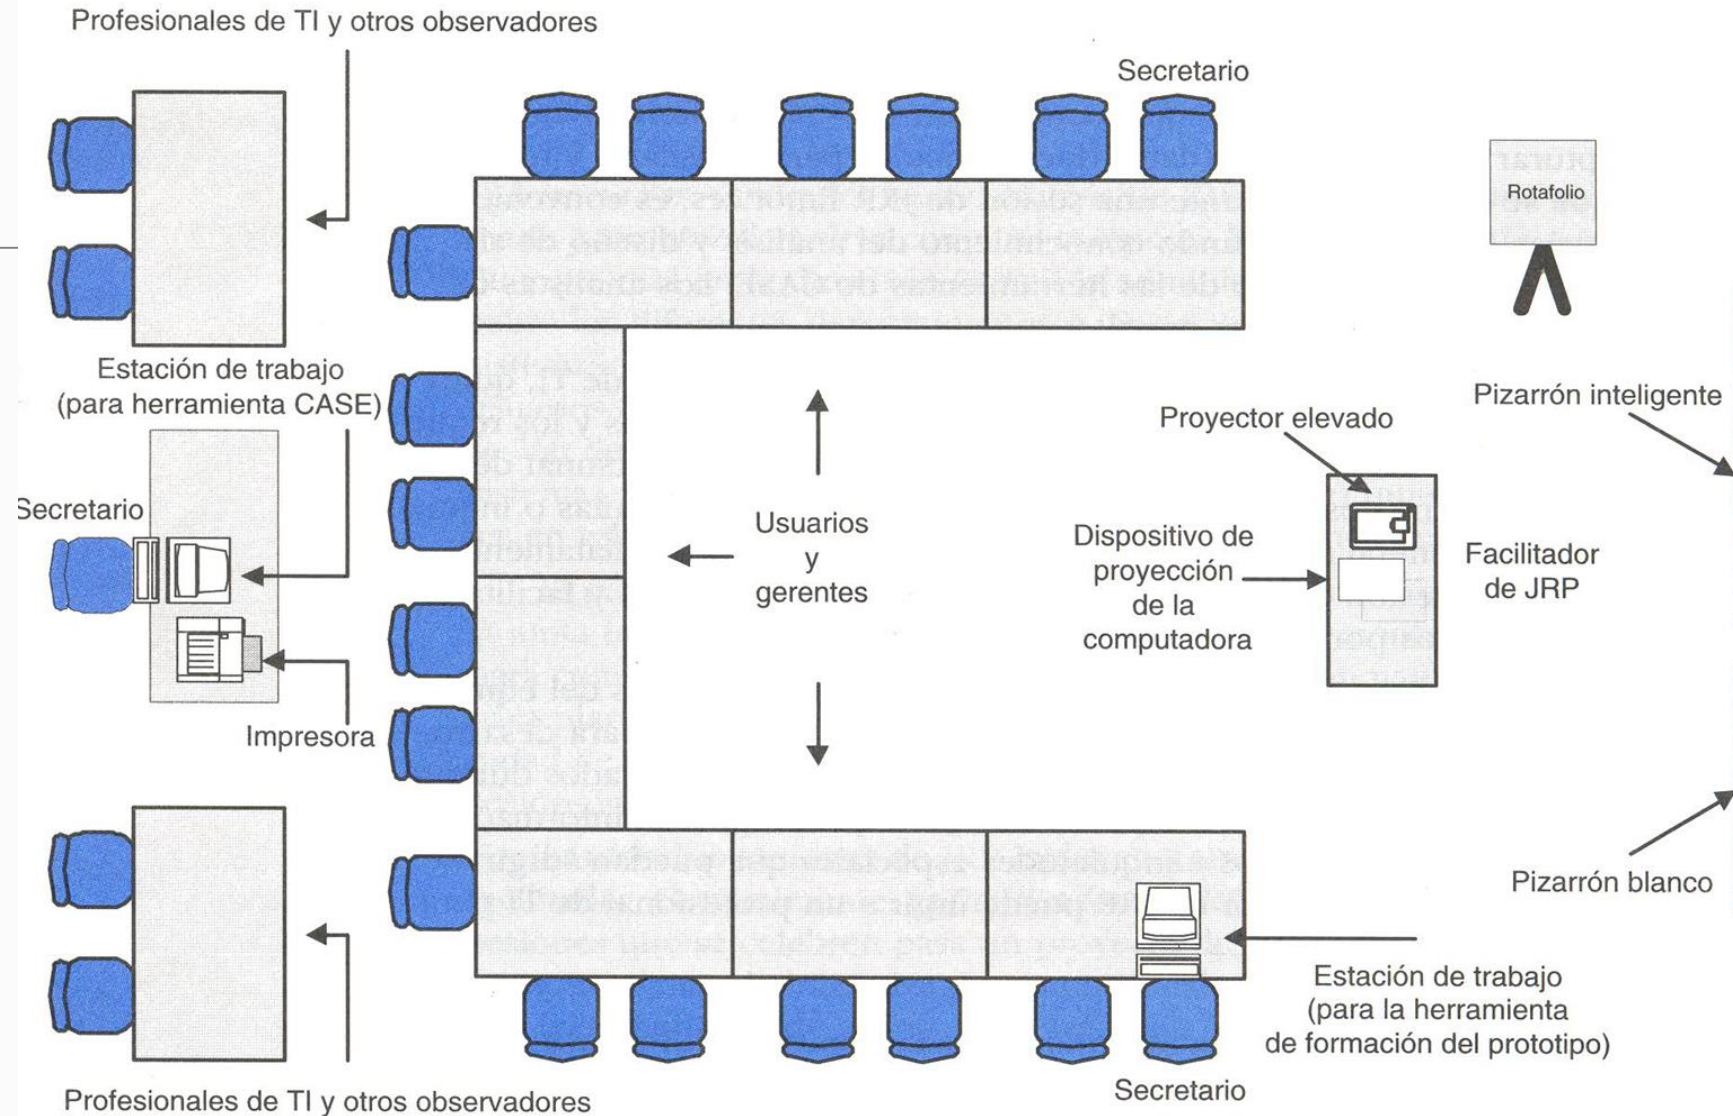 Profesionales de TI y otros observadores
Secretario
Rotafolio
Estación de trabajo
(para herramienta CASE)
Pizarrón inteligente
Proyector elevado
Secretario
Usuarios
y
gerentes
Dispositivo de
proyección
de la
computadora
Facilitador
de JRP
Impresora
Pizarrón blanco
Estación de trabajo
(para la herramienta
de formación del prototipo)
Secretario
Profesionales de TI y otros observadores